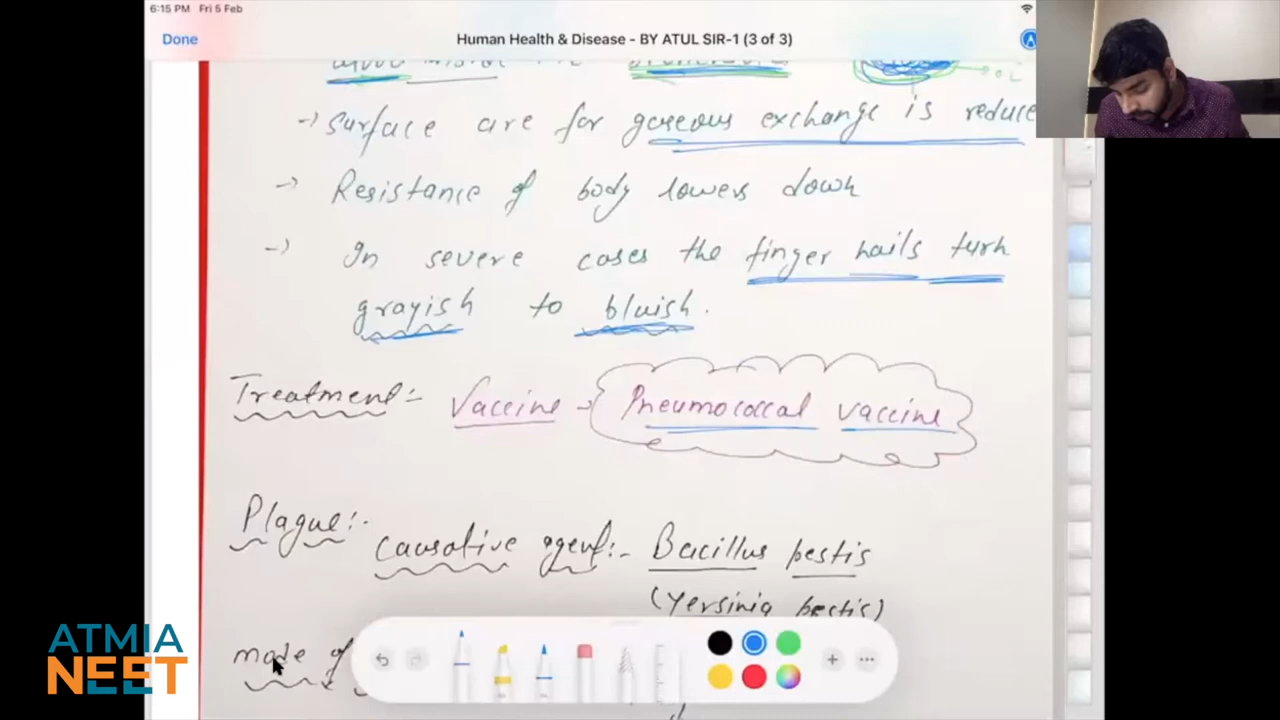 6:15 PM Fri 5 Feb
Done
Human Health & Disease - BY ATUL SIR-1 (3 of 3)
→ Surface are for gaseous exchange is reduce
→ Resistance of body lowers down
→ In severe cases the finger nails turn
grayish to bluish.
Treatment:- Vaccine → Pneumococcal vaccine
Plague:-
causative agent:- Bacillus pestis
(Yersinia pestis)
mode of
ATMIA
NEET